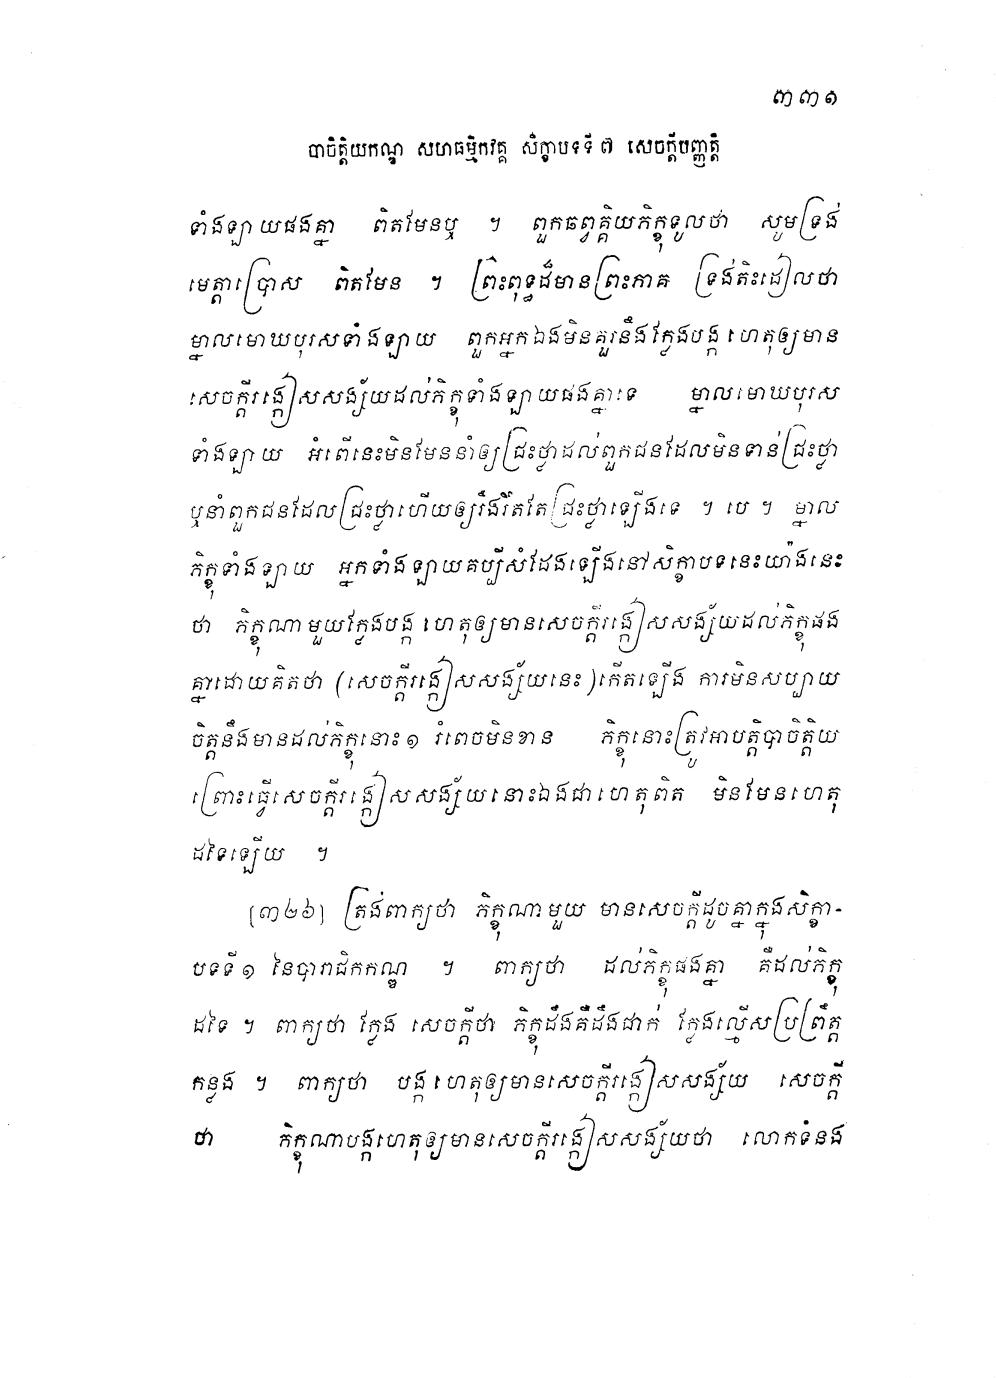 ៣៣១
បាចិត្តិយកណ្ឌ សហធម្មិកវគ្គ សិក្ខាបទទី ៧ សេចក្តីបញ្ញត្តិ
ទាំងឡាយផងគ្នា ពិតមែនឬ ។ ពួកឆព្វគ្គិយភិក្ខុទូលថា សូមទ្រង់
មេត្តាប្រោស ពិតមែន ។ ព្រះពុទ្ធដ៏មានព្រះភាគ ទ្រង់តិះដៀលថា
ម្នាលមោឃបុរសទាំងឡាយ ពួកអ្នកឯងមិនគួរនឹងក្លែងបង្ក ហេតុឲ្យមាន
សេចក្តីរង្កៀសសង្ស័យដល់ភិក្ខុទាំងឡាយផងគ្នាទេ ម្នាលមោឃបុរស
ទាំងឡាយ អំពើនេះមិនមែននាំឲ្យជ្រះថ្លាដល់ពួកជនដែលមិនទាន់ជ្រះថ្លា
ឬនាំពួកជនដែលជ្រះថ្លាហើយឲ្យរឹងរឹតតែជ្រះថ្លាឡើងទេ ។ បេ ។ ម្នាល
ភិក្ខុទាំងឡាយ អ្នកទាំងឡាយគប្បីសំដែងឡើងនៅសិក្ខាបទនេះយ៉ាងនេះ
ថា ភិក្ខុណាមួយក្លែងបង្ក ហេតុឲ្យមានសេចក្តីរង្កៀសសង្ស័យដល់ភិក្ខុផង
គ្នាដោយគិតថា (សេចក្តីរង្កៀសសង្ស័យនេះ) កើតឡើង ការមិនសប្បាយ
ចិត្តនឹងមានដល់ភិក្ខុនោះ ១ រំពេចមិនខាន ភិក្ខុនោះត្រូវអាបត្តិបាចិត្តិយ
ព្រោះធ្វើសេចក្តីរង្កៀសសង្ស័យនោះឯងជាហេតុពិត មិនមែនហេតុ
ដទៃឡើយ ។
[៣២៦] ត្រង់ពាក្យថា ភិក្ខុណាមួយ មានសេចក្តីដូចគ្នាក្នុងសិក្ខា-
បទទី ១ នៃបារាជិកកណ្ឌ ។ ពាក្យថា ដល់ភិក្ខុផងគ្នា គឺដល់ភិក្ខុ
ដទៃ ។ ពាក្យថា ក្លែង សេចក្តីថា ភិក្ខុដឹងគឺដឹងជាក់ ក្លែងល្មើសប្រព្រឹត្ត
កន្លង ។ ពាក្យថា បង្ក ហេតុឲ្យមានសេចក្តីរង្កៀសសង្ស័យ សេចក្តី
ថា ភិក្ខុណាបង្កហេតុឲ្យមានសេចក្តីរង្កៀសសង្ស័យថា លោកទំនង